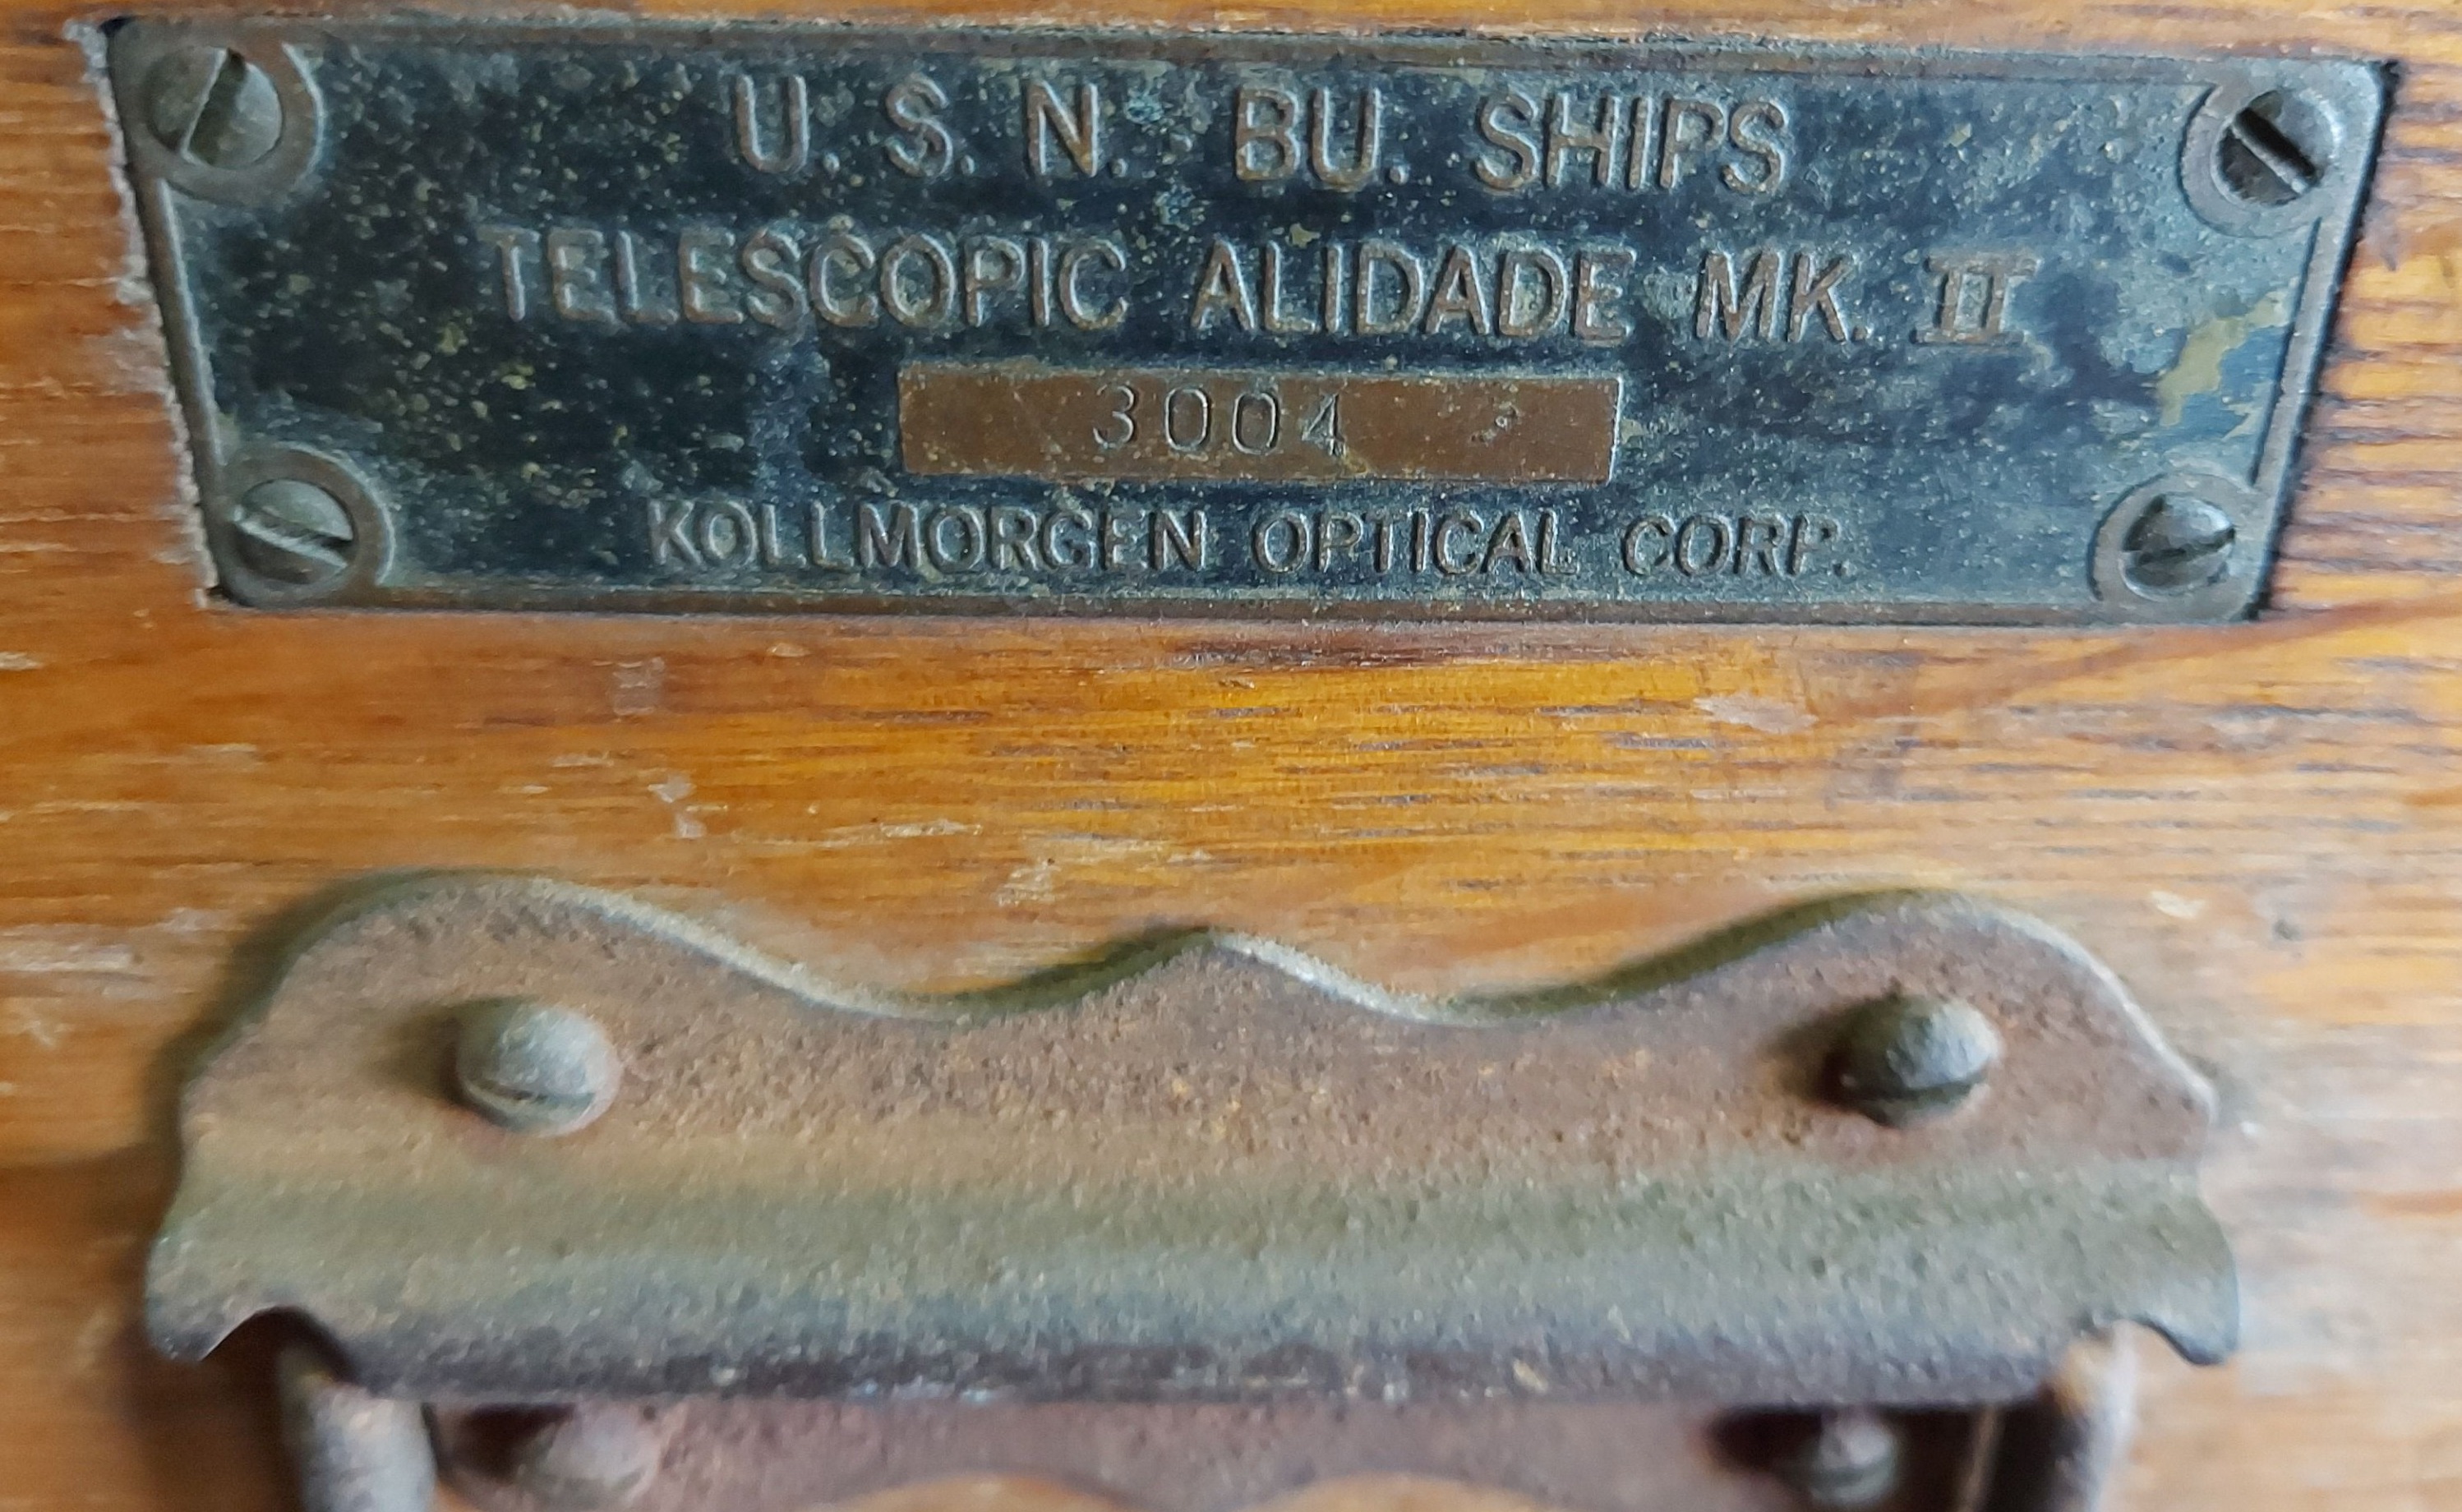 U. S. N. BU. SHIPS
TELESCOPIC ALIDADE MK. II
3004
KOLLMORGEN OPTICAL CORP.